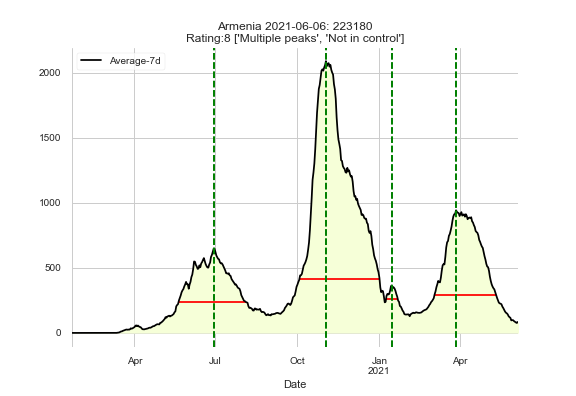 Armenia 2021-06-06: 223180
Rating:8 ['Multiple peaks', 'Not in control']
Average-7d
2000
1500
1000
500
0
Apr Jul Oct Jan Apr
2021
Date